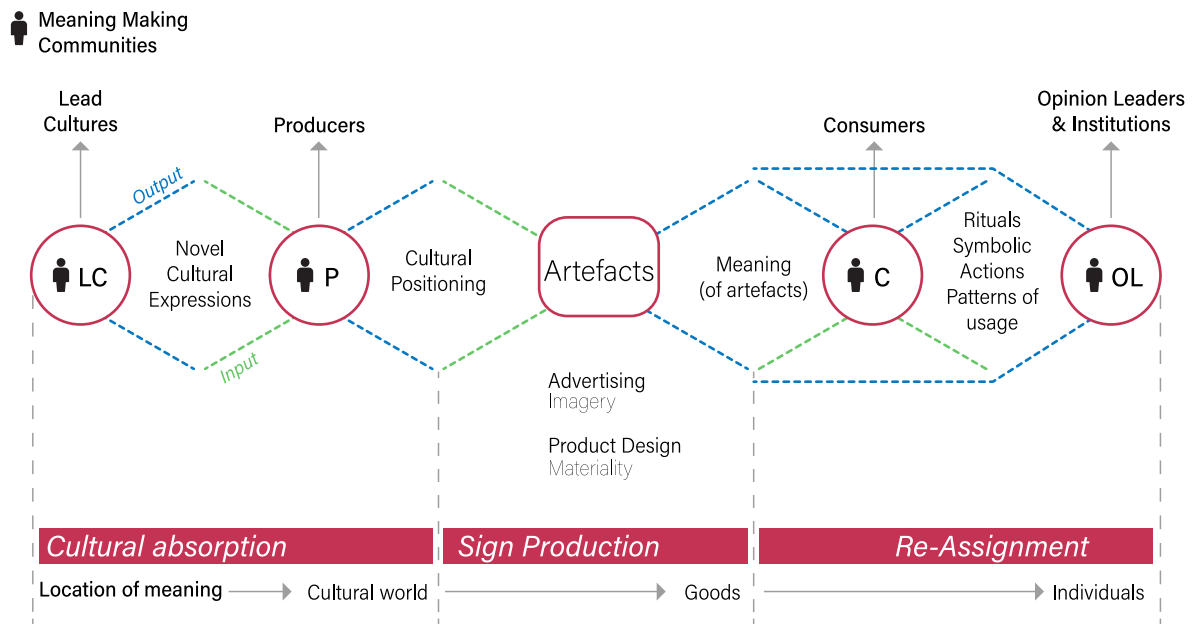 Meaning Making
Communities
Lead
Cultures
Producers
Consumers
Opinion Leaders
& Institutions
Output
Input
LC
Novel
Cultural
Expressions
P
Cultural
Positioning
Artefacts
Meaning
(of artefacts)
C
Rituals
Symbolic
Actions
Patterns of
usage
OL
Advertising
Imagery
Product Design
Materiality
Cultural absorption
Sign Production
Re-Assignment
Location of meaning
Cultural world
Goods
Individuals